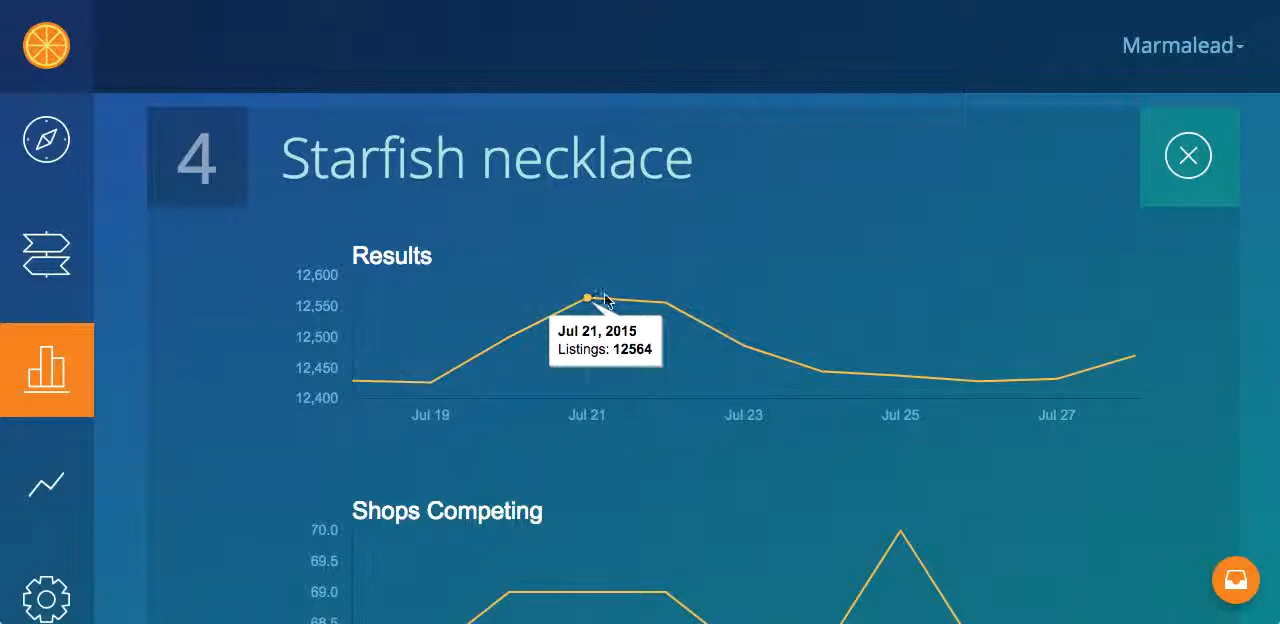 Marmalead
4 Starfish necklace
Results
12,600
12,550
12,500
12,450
12,400
Jul 21, 2015
Listings: 12564
Jul 19 Jul 21 Jul 23 Jul 25 Jul 27
Shops Competing
70.0
69.5
69.0
68.5